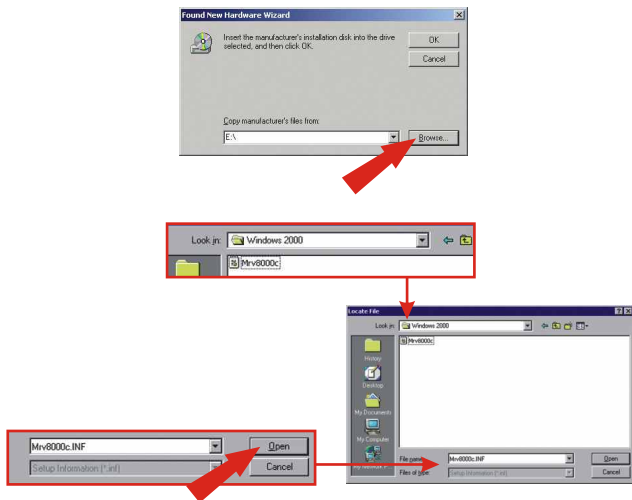 Found New Hardware Wizard
Insert the manufacturer's installation disk into the drive
selected, and then click OK.
OK
Cancel
Copy manufacturer's files from:
E:\
Browse...
Look in:
Windows 2000
Mrv8000c
Locate File
Look in:
Windows 2000
Mrv8000c
History
Desktop
My Documents
My Computer
My Network P...
File name:
Mrv8000c.INF
Open
Files of type:
Setup Information (*.inf)
Cancel
Mrv8000c.INF
Open
Setup Information (*.inf)
Cancel